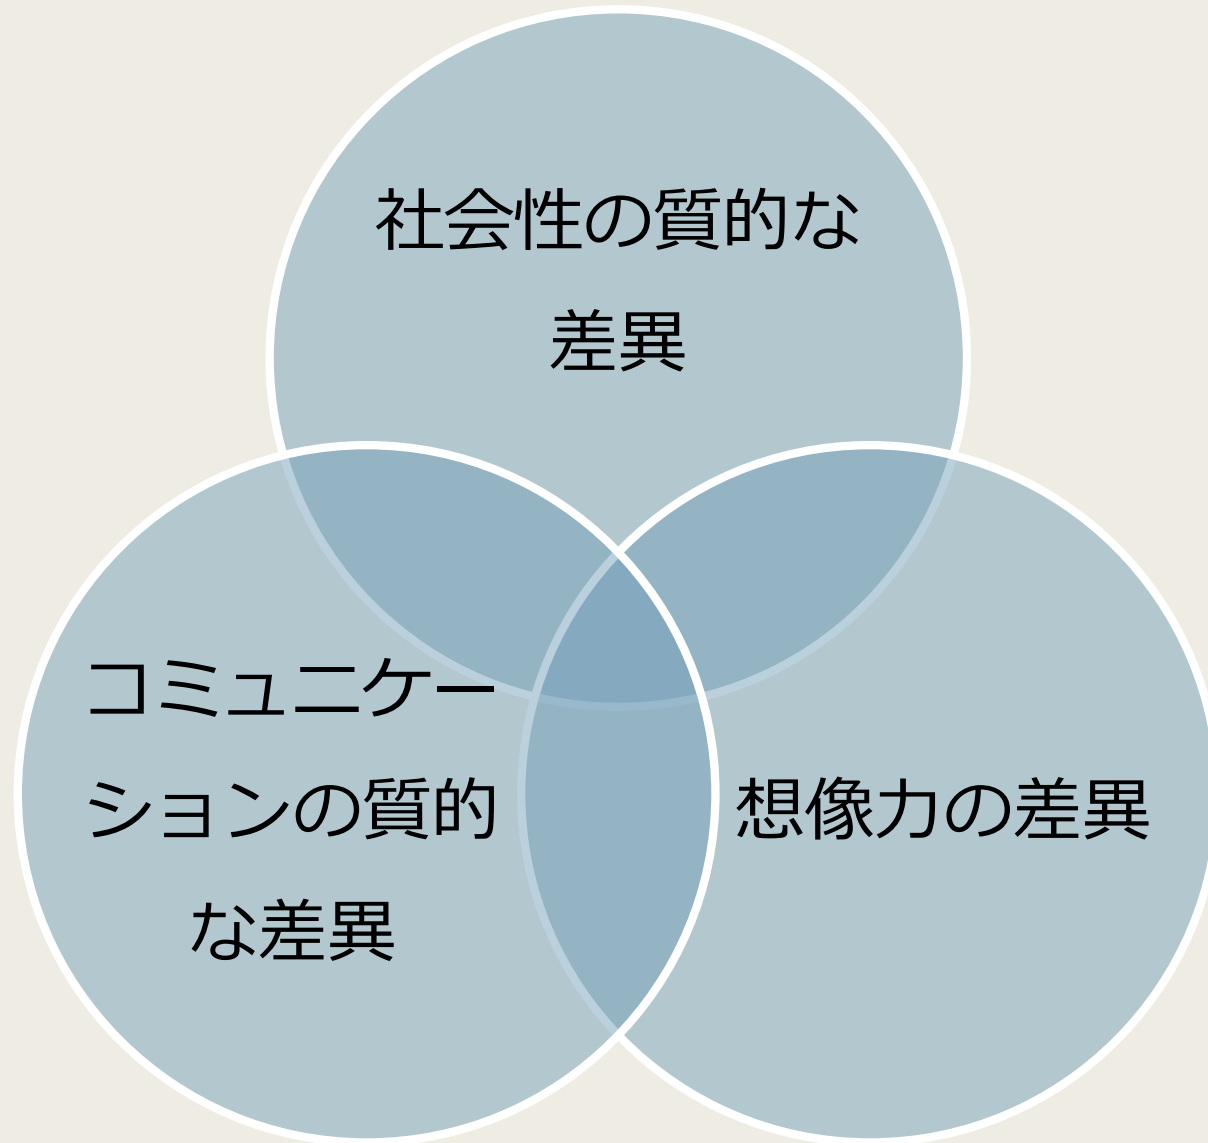 社会性の質的な
差異
コミュニケー
ションの質的
な差異
想像力の差異